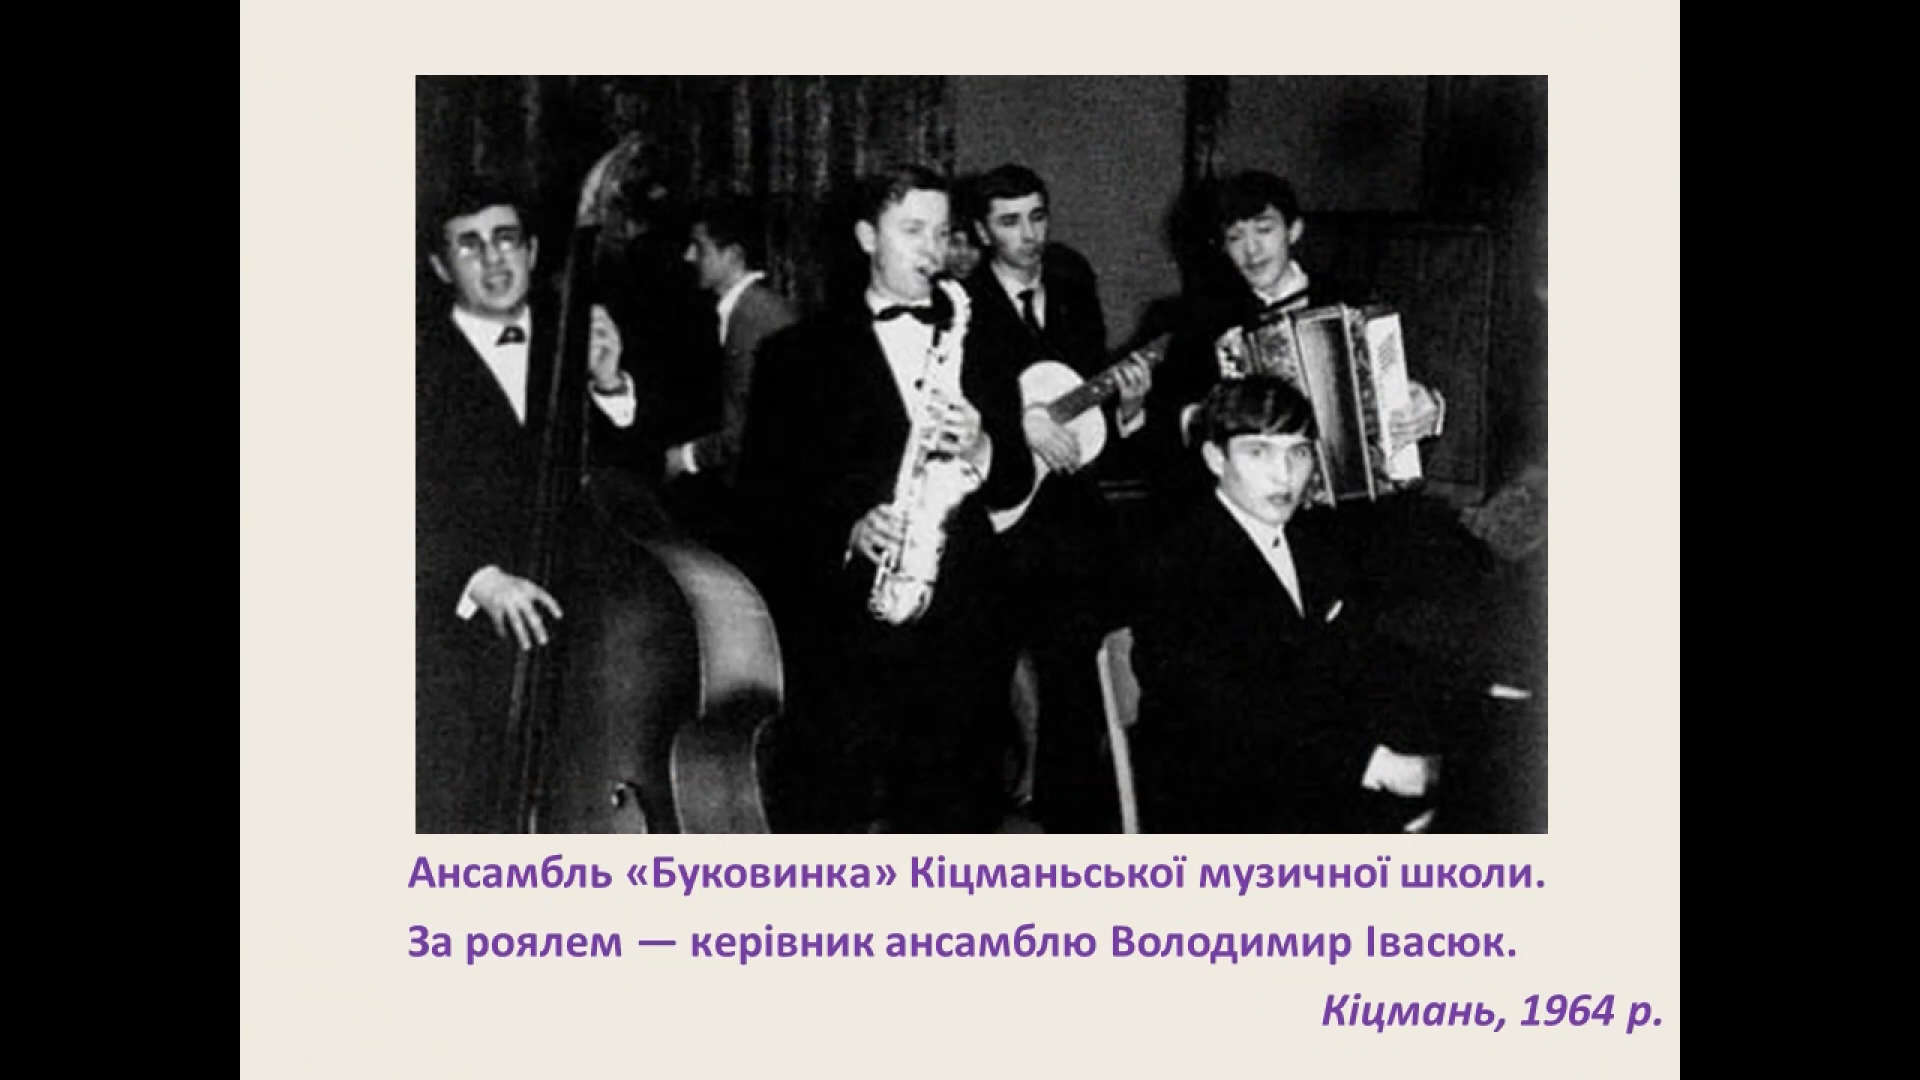 Ансамбль «Буковинка» Кіцманьської музичної школи.
За роялем — керівник ансамблю Володимир Івасюк.
Кіцмань, 1964 р.